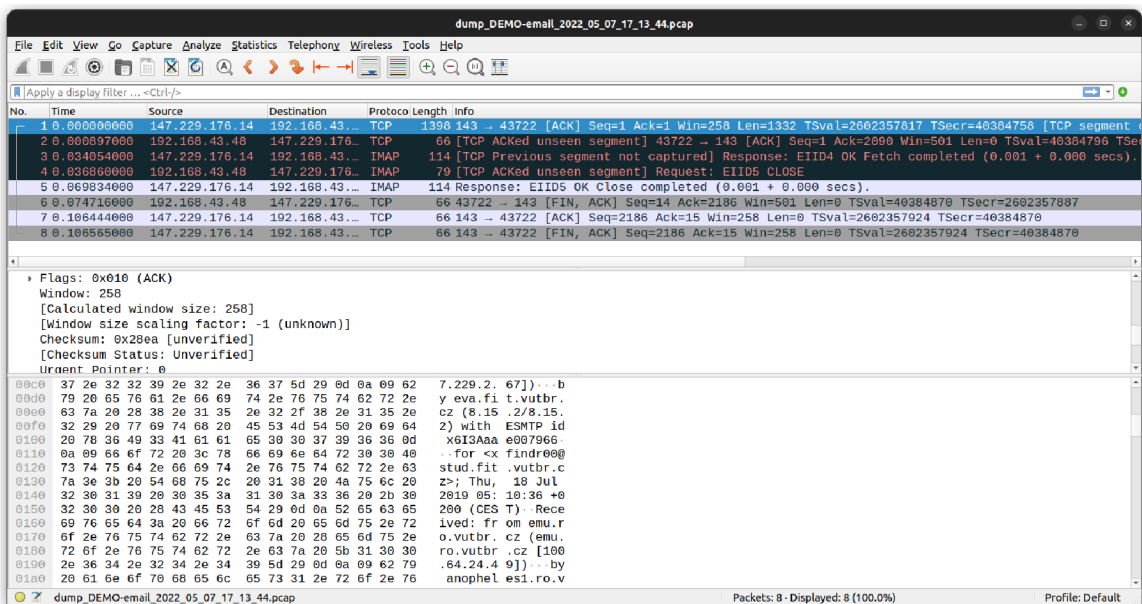 dump_DEMO-email_2022_05_07_17_13_44.pcap
File Edit View Go Capture Analyze Statistics Telephony Wireless Tools Help
Apply a display filter ... <Ctrl-/>
No. Time Source Destination Protoco Length Info
1 0.000000000 147.229.176.14 192.168.43.… TCP 1398 143 → 43722 [ACK] Seq=1 Ack=1 Win=258 Len=1332 TSval=2602357817 TSecr=40384758 [TCP segment
2 0.000897000 192.168.43.48 147.229.176… TCP 66 [TCP ACKed unseen segment] 43722 → 143 [ACK] Seq=1 Ack=2090 Win=501 Len=0 TSval=40384796 TSe
3 0.034054000 147.229.176.14 192.168.43.… IMAP 114 [TCP Previous segment not captured] Response: EIID4 OK Fetch completed (0.001 + 0.000 secs).
4 0.036860000 192.168.43.48 147.229.176… IMAP 79 [TCP ACKed unseen segment] Request: EIID5 CLOSE
5 0.069834000 147.229.176.14 192.168.43.… IMAP 114 Response: EIID5 OK Close completed (0.001 + 0.000 secs).
6 0.074716000 192.168.43.48 147.229.176… TCP 66 43722 → 143 [FIN, ACK] Seq=14 Ack=2186 Win=501 Len=0 TSval=40384870 TSecr=2602357887
7 0.106444000 147.229.176.14 192.168.43.… TCP 66 143 → 43722 [ACK] Seq=2186 Ack=15 Win=258 Len=0 TSval=2602357924 TSecr=40384870
8 0.106565000 147.229.176.14 192.168.43.… TCP 66 143 → 43722 [FIN, ACK] Seq=2186 Ack=15 Win=258 Len=0 TSval=2602357924 TSecr=40384870
Flags: 0x010 (ACK)
Window: 258
[Calculated window size: 258]
[Window size scaling factor: -1 (unknown)]
Checksum: 0x28ea [unverified]
[Checksum Status: Unverified]
Urgent Pointer: 0
00c0 37 2e 32 32 39 2e 32 2e 36 37 5d 29 0d 0a 09 62 7.229.2. 67])···b
00d0 79 20 65 76 61 2e 66 69 74 2e 76 75 74 62 72 2e y eva.fi t.vutbr.
00e0 63 7a 20 28 38 2e 31 35 2e 32 2f 38 2e 31 35 2e cz (8.15 .2/8.15.
00f0 32 29 20 77 69 74 68 20 45 53 4d 54 50 20 69 64 2) with ESMTP id
0100 20 78 36 49 33 41 61 61 65 30 30 37 39 36 36 0d x6I3Aaa e007966·
0110 0a 09 66 6f 72 20 3c 78 66 69 6e 64 72 30 30 40 ··for <x findr00@
0120 73 74 75 64 2e 66 69 74 2e 76 75 74 62 72 2e 63 stud.fit .vutbr.c
0130 7a 3e 3b 20 54 68 75 2c 20 31 38 20 4a 75 6c 20 z>; Thu, 18 Jul
0140 32 30 31 39 20 30 35 3a 31 30 3a 33 36 20 2b 30 2019 05: 10:36 +0
0150 32 30 30 20 28 43 45 53 54 29 0d 0a 52 65 63 65 200 (CES T)··Rece
0160 69 76 65 64 3a 20 66 72 6f 6d 20 65 6d 75 2e 72 ived: fr om emu.r
0170 6f 2e 76 75 74 62 72 2e 63 7a 20 28 65 6d 75 2e o.vutbr. cz (emu.
0180 72 6f 2e 76 75 74 62 72 2e 63 7a 20 5b 31 30 30 ro.vutbr .cz [100
0190 2e 36 34 2e 32 34 2e 34 39 5d 29 0d 0a 09 62 79 .64.24.4 9])···by
01a0 20 61 6e 6f 70 68 65 6c 65 73 31 2e 72 6f 2e 76 anophel es1.ro.v
dump_DEMO-email_2022_05_07_17_13_44.pcap Packets: 8 · Displayed: 8 (100.0%) Profile: Default